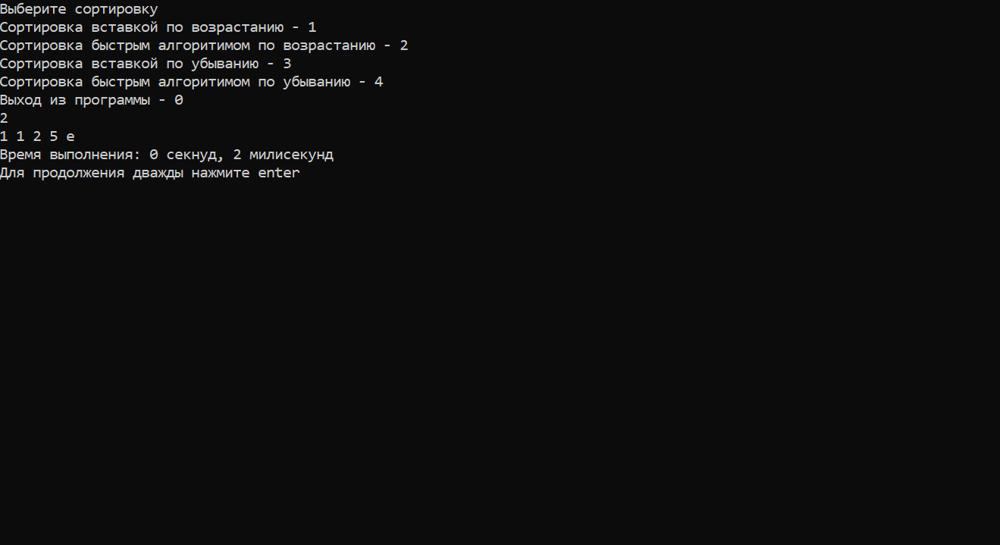 Выберите сортировку
Сортировка вставкой по возрастанию - 1
Сортировка быстрым алгоритимом по возрастанию - 2
Сортировка вставкой по убыванию - 3
Сортировка быстрым алгоритимом по убыванию - 4
Выход из программы - 0
2
1 1 2 5 e
Время выполнения: 0 секнуд, 2 милисекунд
Для продолжения дважды нажмите enter